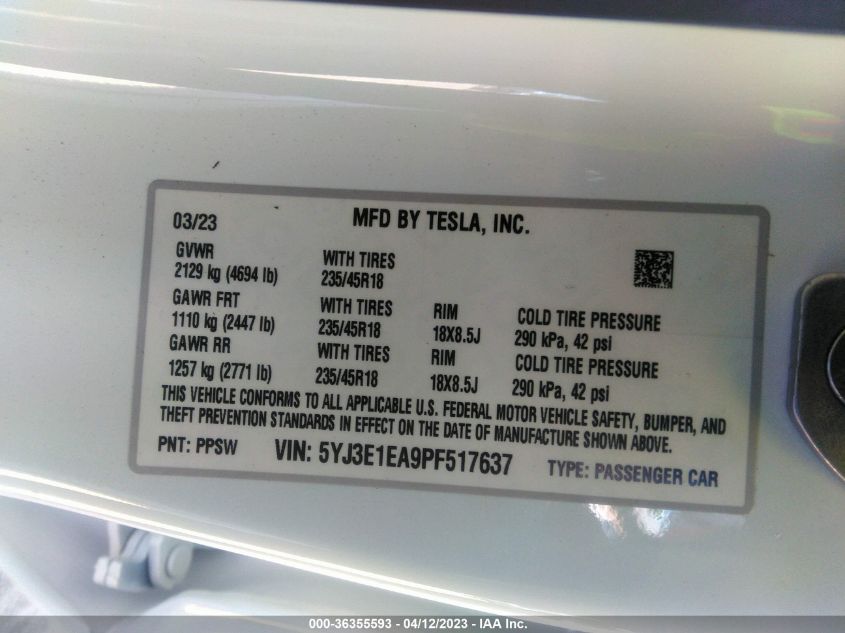 03/23 MFD BY TESLA, INC.
GVWR WITH TIRES
2129 kg (4694 lb) 235/45R18
GAWR FRT WITH TIRES RIM COLD TIRE PRESSURE
1110 kg (2447 lb) 235/45R18 18X8.5J 290 kPa, 42 psi
GAWR RR WITH TIRES RIM COLD TIRE PRESSURE
1257 kg (2771 lb) 235/45R18 18X8.5J 290 kPa, 42 psi
THIS VEHICLE CONFORMS TO ALL APPLICABLE U.S. FEDERAL MOTOR VEHICLE SAFETY, BUMPER, AND
THEFT PREVENTION STANDARDS IN EFFECT ON THE DATE OF MANUFACTURE SHOWN ABOVE.
PNT: PPSW VIN: 5YJ3E1EA9PF517637 TYPE: PASSENGER CAR
000-36355593 - 04/12/2023 - IAA Inc.